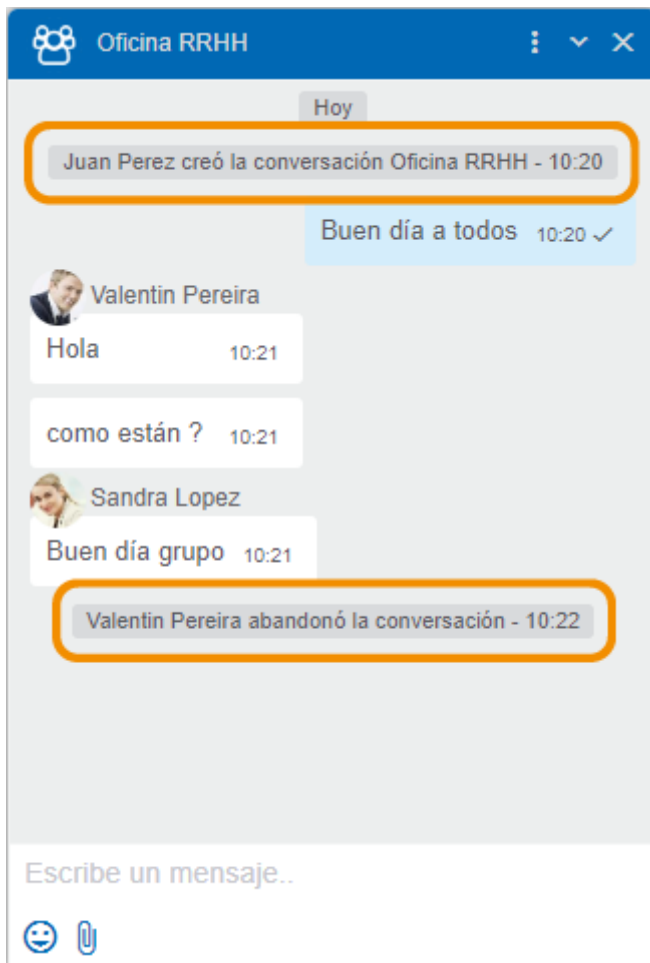 Oficina RRHH
Hoy
Juan Perez creó la conversación Oficina RRHH - 10:20
Buen día a todos 10:20
Valentin Pereira
Hola 10:21
como están ? 10:21
Sandra Lopez
Buen día grupo 10:21
Valentin Pereira abandonó la conversación - 10:22
Escribe un mensaje..